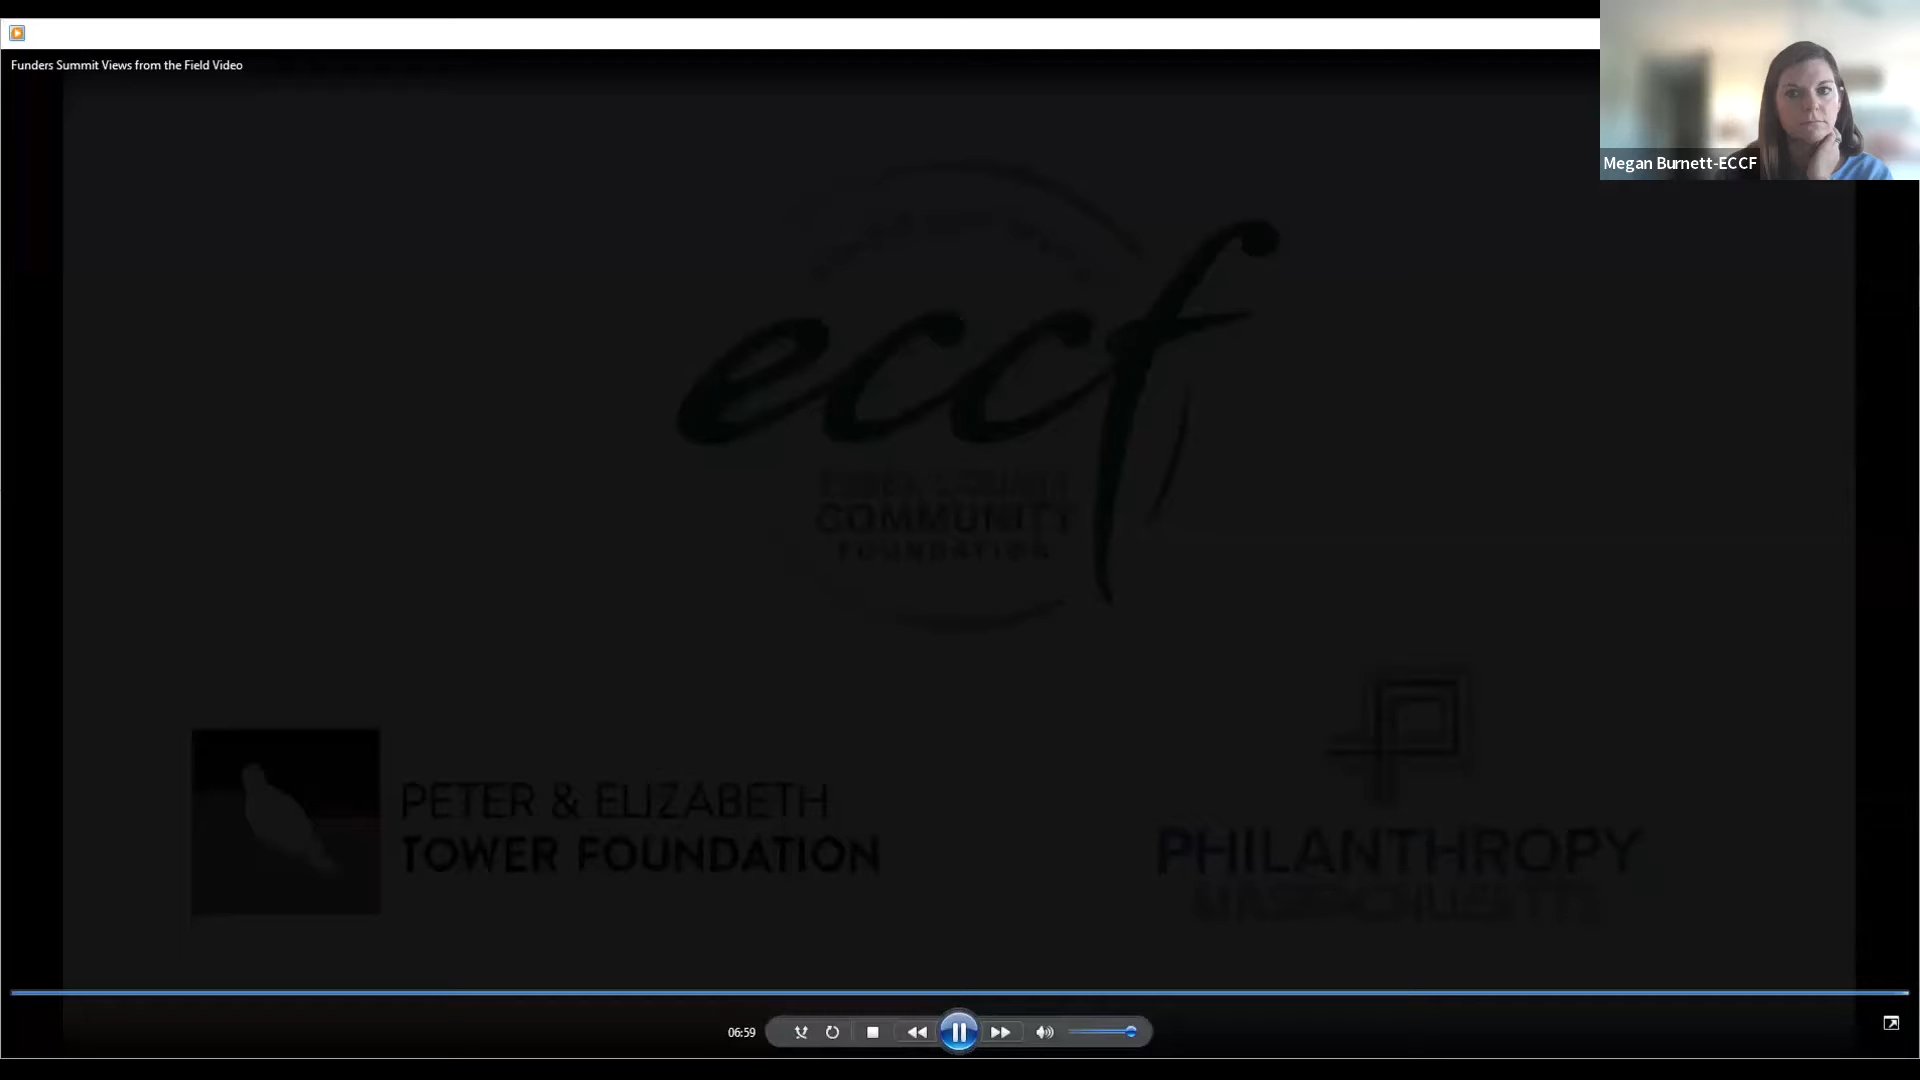 Funders Summit Views from the Field Video
Megan Burnett-ECCF
eccf
COMMUNITY
FOUNDATION
PETER & ELIZABETH
TOWER FOUNDATION
PHILANTHROPY
MASSACHUSETTS
06:59